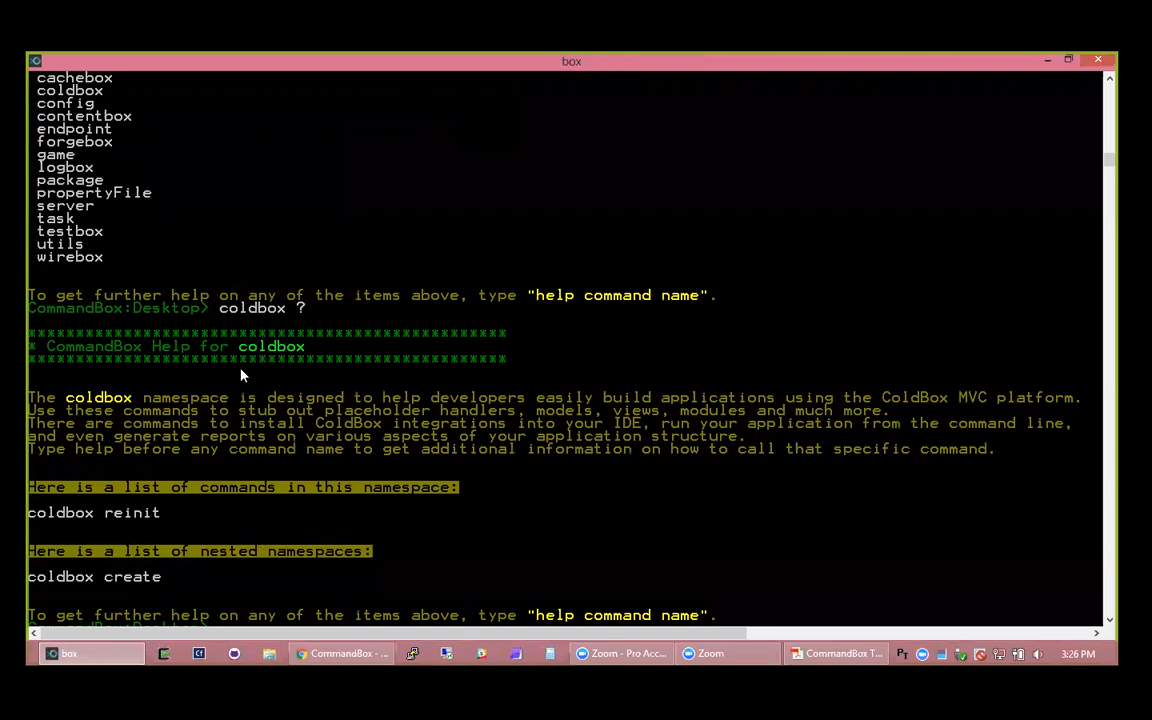 box
cachebox
coldbox
config
contentbox
endpoint
forgebox
game
logbox
package
propertyFile
server
task
testbox
utils
wirebox
To get further help on any of the items above, type "help command name".
CommandBox:Desktop> coldbox ?
**************************************************
* CommandBox Help for coldbox
**************************************************
The coldbox namespace is designed to help developers easily build applications using the ColdBox MVC platform.
Use these commands to stub out placeholder handlers, models, views, modules and much more.
There are commands to install ColdBox integrations into your IDE, run your application from the command line,
and even generate reports on various aspects of your application structure.
Type help before any command name to get additional information on how to call that specific command.
Here is a list of commands in this namespace:
coldbox reinit
Here is a list of nested namespaces:
coldbox create
To get further help on any of the items above, type "help command name".
CommandBox:Desktop>
box Cf CommandBox - ... Zoom - Pro Acc... Zoom CommandBox T... PT 3:26 PM